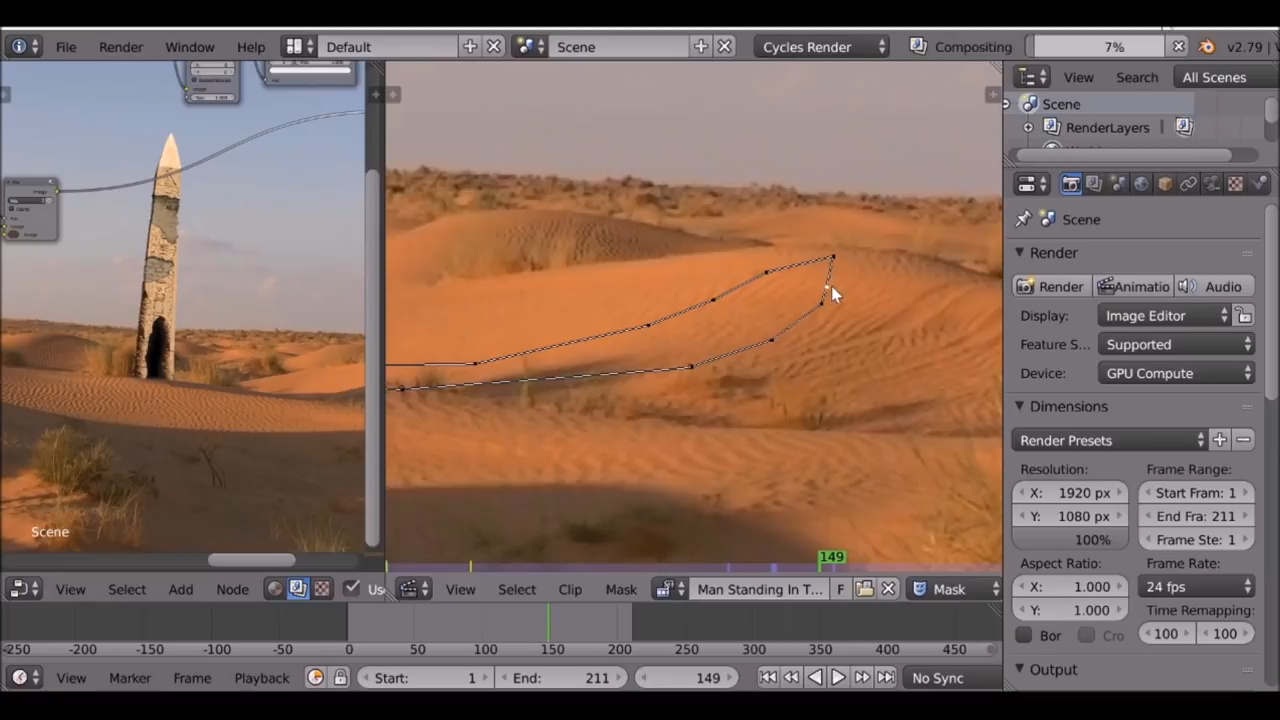 File Render Window Help Default Scene Cycles Render Compositing 7% v2.79
View Search All Scenes
Scene
RenderLayers
Scene
Render
Render Animatio Audio
Display: Image Editor
Feature S... Supported
Device: GPU Compute
Dimensions
Render Presets
Resolution: Frame Range:
X: 1920 px Start Fram: 1
Y: 1080 px End Fra: 211
100% Frame Ste: 1
Aspect Ratio: Frame Rate:
X: 1.000 24 fps
Y: 1.000 Time Remapping:
Bor Cro 100 100
Output
Scene
149
View Select Add Node Us View Select Clip Mask Man Standing In T... F Mask
-250 -200 -150 -100 -50 0 50 100 150 200 250 300 350 400 450
View Marker Frame Playback Start: 1 End: 211 149 No Sync